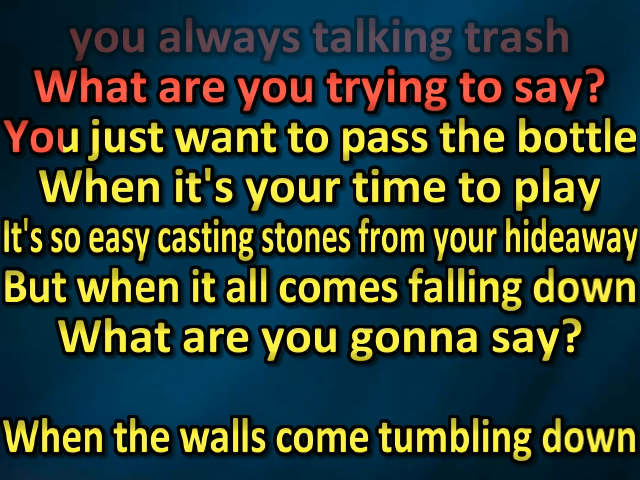 you always talking trash
What are you trying to say?
You just want to pass the bottle
When it's your time to play
It's so easy casting stones from your hideaway
But when it all comes falling down
What are you gonna say?
When the walls come tumbling down